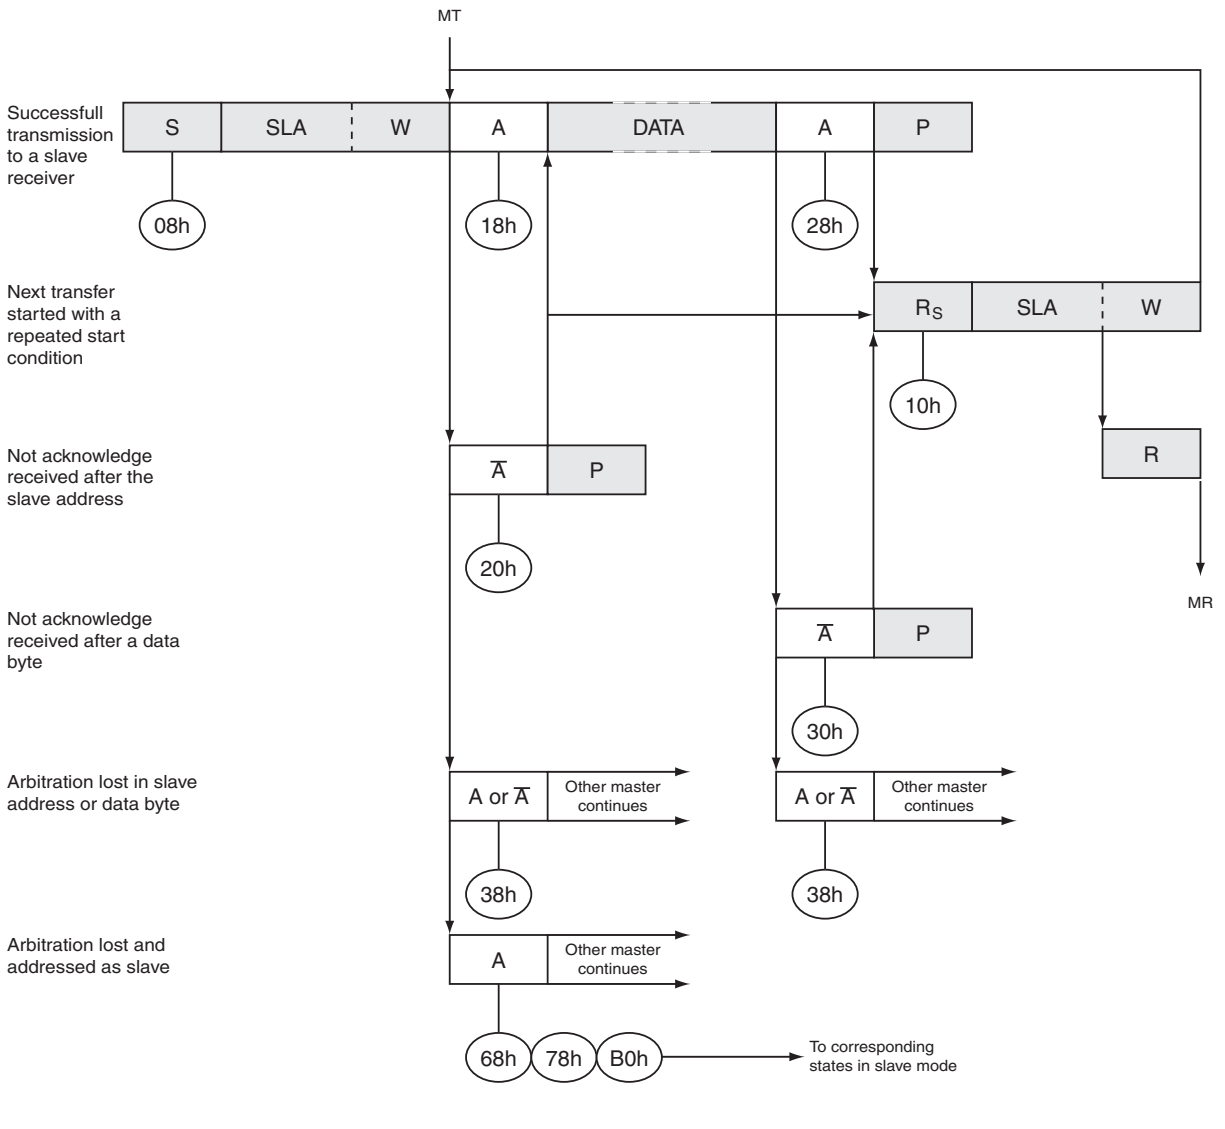 MT
Successfull
transmission
to a slave
receiver
S SLA W A DATA A P
08h 18h 28h
Next transfer
started with a
repeated start
condition
RS SLA W
10h
Not acknowledge
received after the
slave address
A̅ P
R
20h
MR
Not acknowledge
received after a data
byte
A̅ P
30h
Arbitration lost in slave
address or data byte
A or A̅
Other master
continues
A or A̅
Other master
continues
38h 38h
Arbitration lost and
addressed as slave
A
Other master
continues
68h 78h B0h
To corresponding
states in slave mode